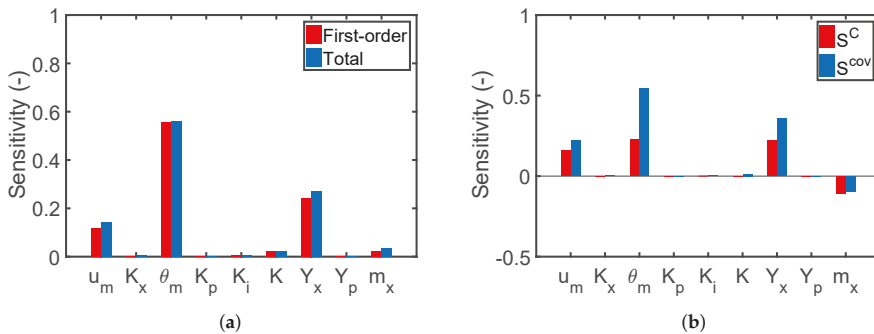 1
0.8
0.6
0.4
0.2
0
Sensitivity (-)
First-order
Total
u_m K_x θ_m K_p K_i K Y_x Y_p m_x
(a)
1
0.5
0
-0.5
Sensitivity (-)
S^C
S^cov
u_m K_x θ_m K_p K_i K Y_x Y_p m_x
(b)